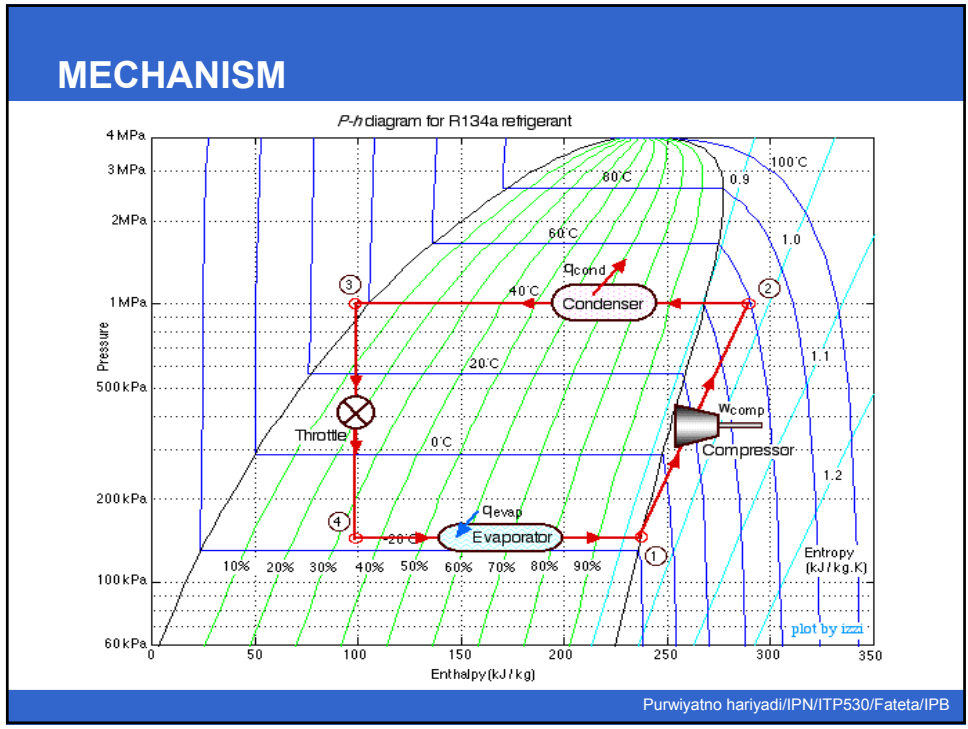 MECHANISM
P-h diagram for R134a refrigerant
4 MPa
3 MPa
2 MPa
1 MPa
500 kPa
200 kPa
100 kPa
60 kPa
Pressure
100°C
80°C
0.9
60°C
1.0
qcond
3
40°C
Condenser
2
1.1
20°C
wcomp
Throttle
0°C
Compressor
1.2
qevap
4
-20°C
Evaporator
1
Entropy
(kJ/kg.K)
10% 20% 30% 40% 50% 60% 70% 80% 90%
plot by izzi
0 50 100 150 200 250 300 350
Enthalpy (kJ/kg)
Purwiyatno hariyadi/IPN/ITP530/Fateta/IPB